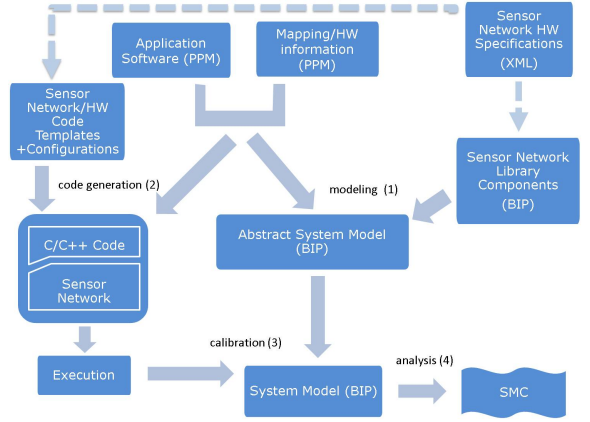 Application
Software (PPM)
Mapping/HW
information
(PPM)
Sensor
Network HW
Specifications
(XML)
Sensor
Network/HW
Code
Templates
+Configurations
Sensor Network
Library
Components
(BIP)
code generation (2)
modeling (1)
C/C++ Code
Sensor
Network
Abstract System Model
(BIP)
calibration (3)
analysis (4)
Execution
System Model (BIP)
SMC